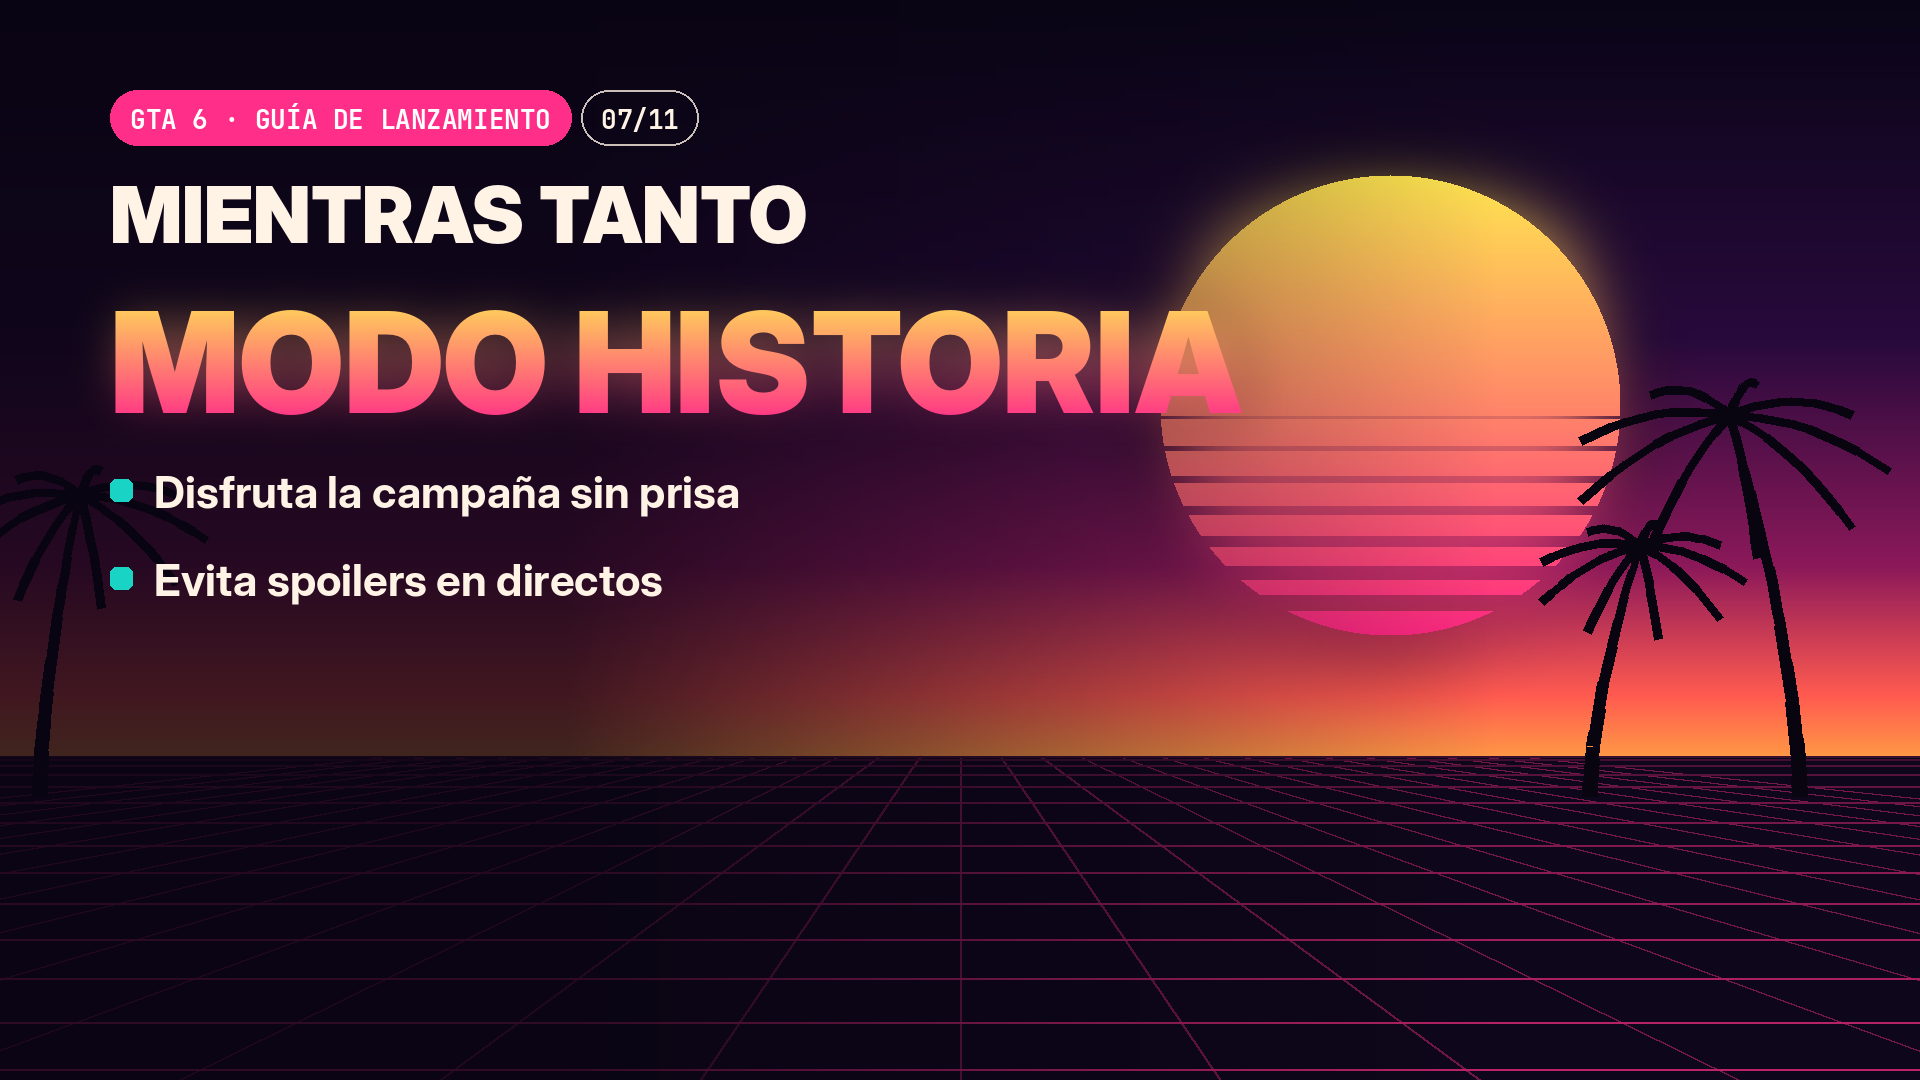 GTA 6 · GUÍA DE LANZAMIENTO 07/11
MIENTRAS TANTO
MODO HISTORIA
Disfruta la campaña sin prisa
Evita spoilers en directos